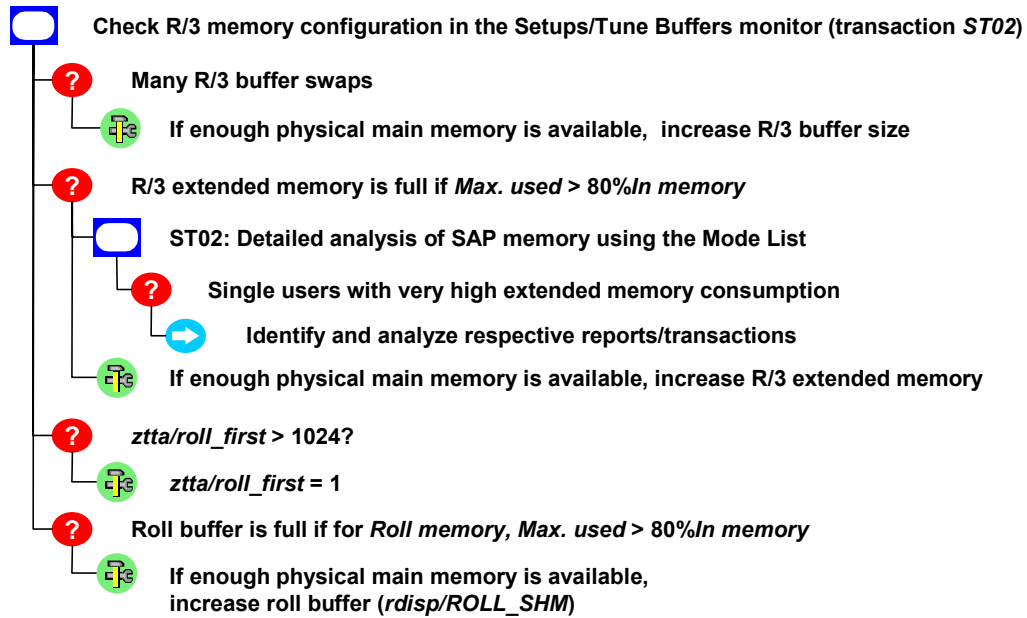 Check R/3 memory configuration in the Setups/Tune Buffers monitor (transaction ST02)
? Many R/3 buffer swaps
If enough physical main memory is available, increase R/3 buffer size
? R/3 extended memory is full if Max. used > 80%In memory
ST02: Detailed analysis of SAP memory using the Mode List
? Single users with very high extended memory consumption
Identify and analyze respective reports/transactions
If enough physical main memory is available, increase R/3 extended memory
? ztta/roll_first > 1024?
ztta/roll_first = 1
? Roll buffer is full if for Roll memory, Max. used > 80%In memory
If enough physical main memory is available,
increase roll buffer (rdisp/ROLL_SHM)